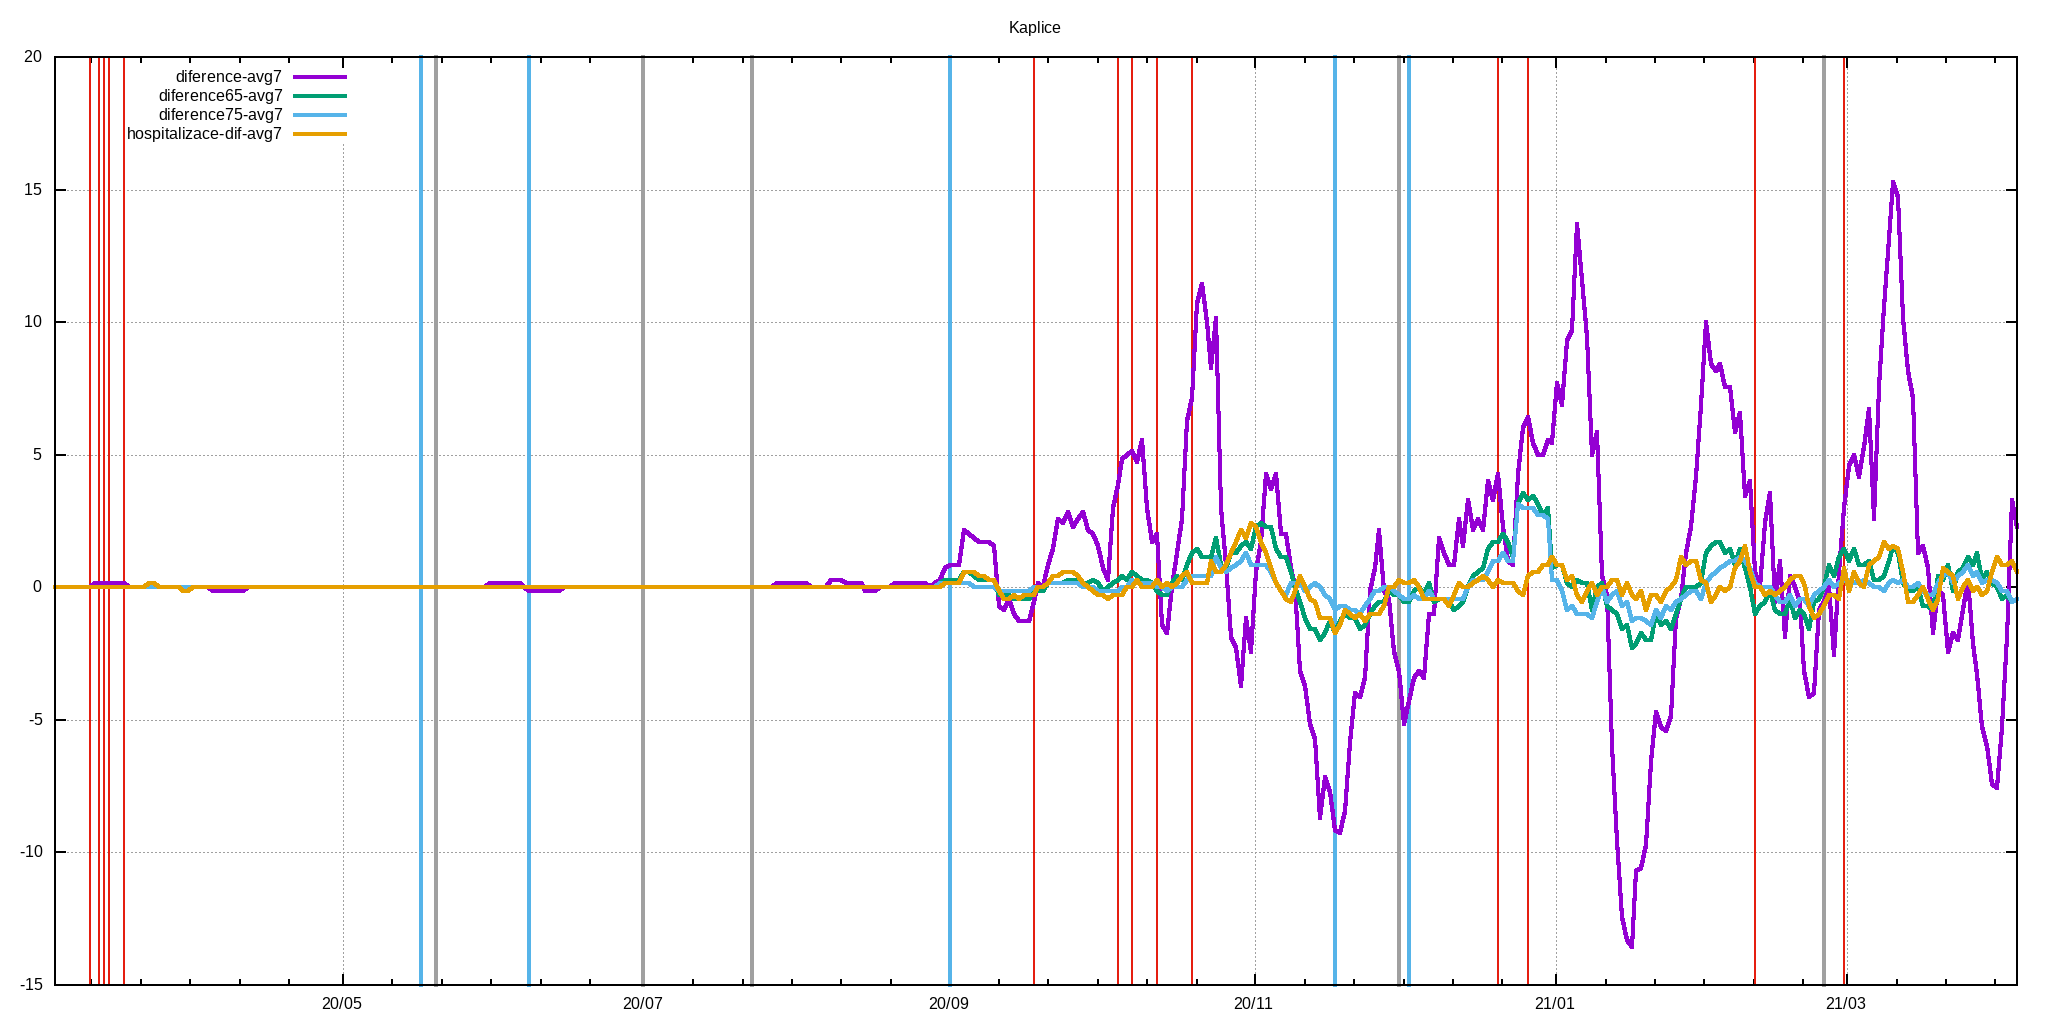 Kaplice
20
diference-avg7
diference65-avg7
diference75-avg7
hospitalizace-dif-avg7
15
10
5
0
-5
-10
-15
20/05 20/07 20/09 20/11 21/01 21/03